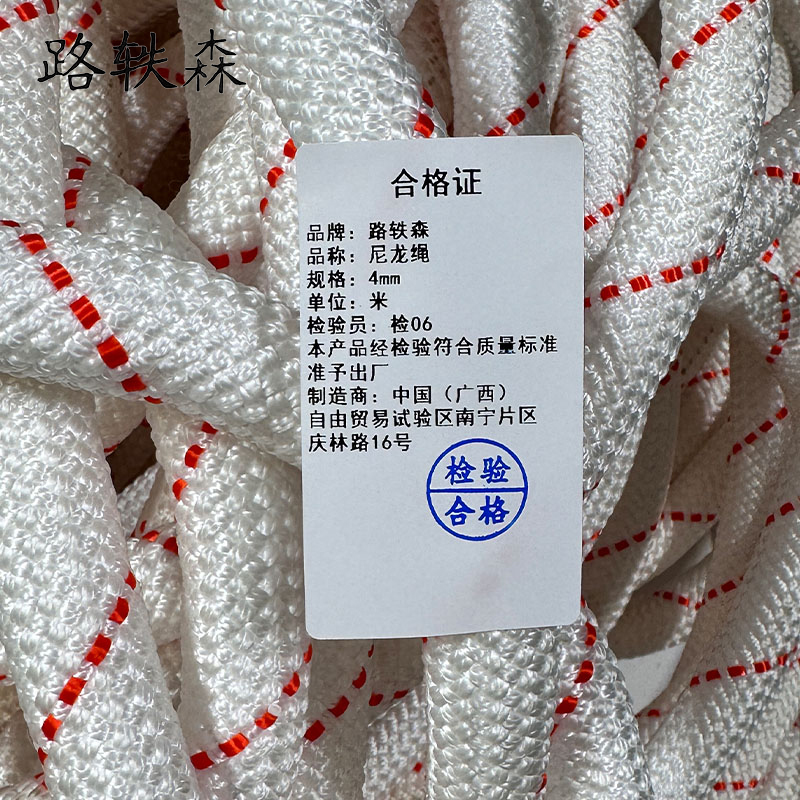 路轶森
合格证
品牌：路轶森
品称：尼龙绳
规格：4mm
单位：米
检验员：检06
本产品经检验符合质量标准
准予出厂
制造商：中国（广西）
自由贸易试验区南宁片区
庆林路16号
检验
合格